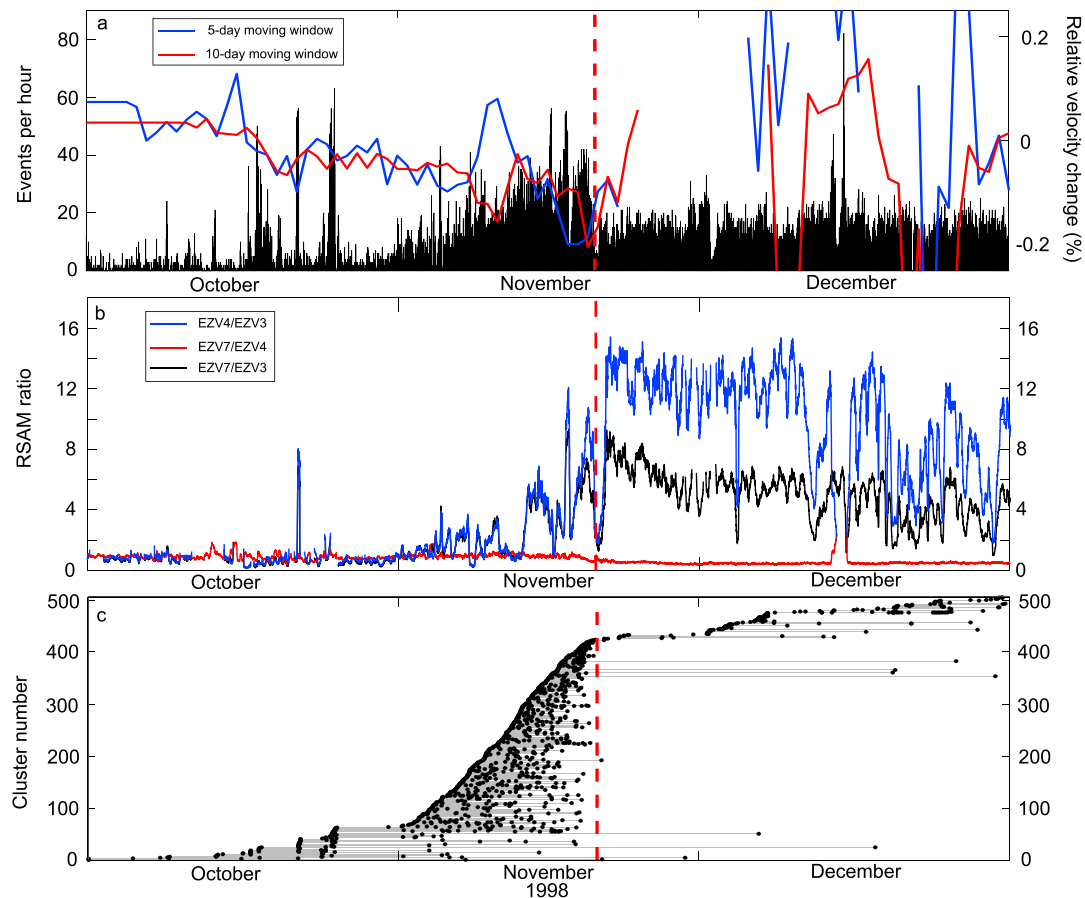 a
5-day moving window
10-day moving window
80
60
40
20
0
Events per hour
0.2
0
-0.2
Relative velocity change (%)
October
November
December
b
EZV4/EZV3
EZV7/EZV4
EZV7/EZV3
16
12
8
4
0
RSAM ratio
16
12
8
4
0
October
November
December
c
500
400
300
200
100
0
Cluster number
500
400
300
200
100
0
October
November
December
1998